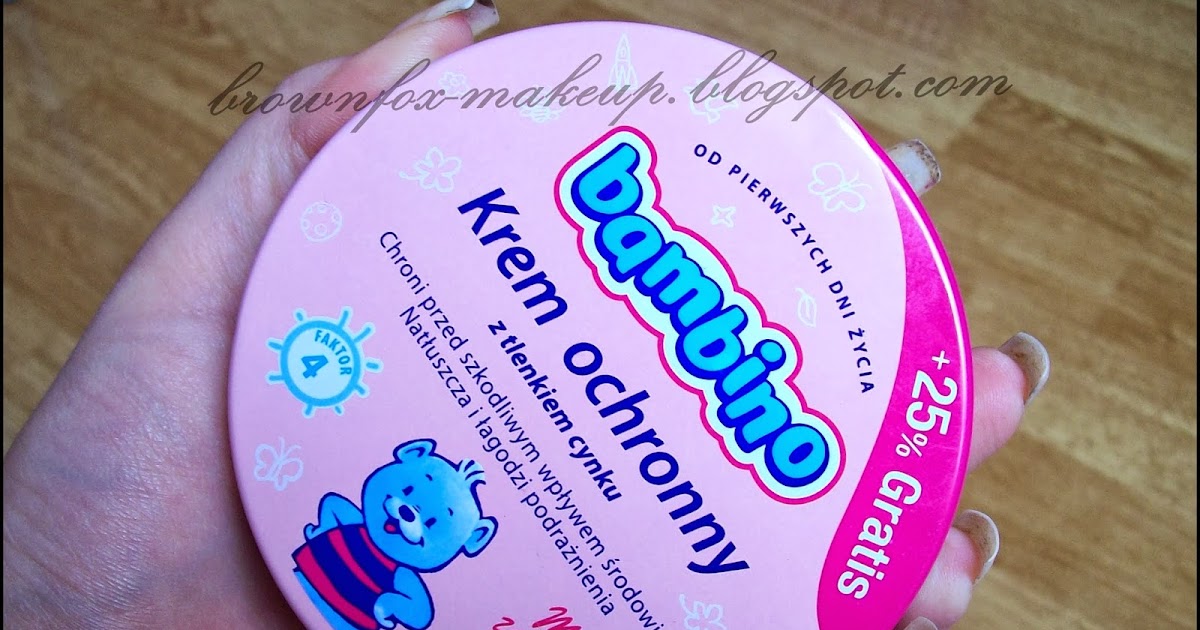 brownfox-makeup.blogspot.com
OD PIERWSZYCH DNI ŻYCIA
bambino
Krem ochronny
z tlenkiem cynku
Chroni przed szkodliwym wpływem
Natłuszcza i łagodzi podrażnienia
FAKTOR
4
+25% Gratis